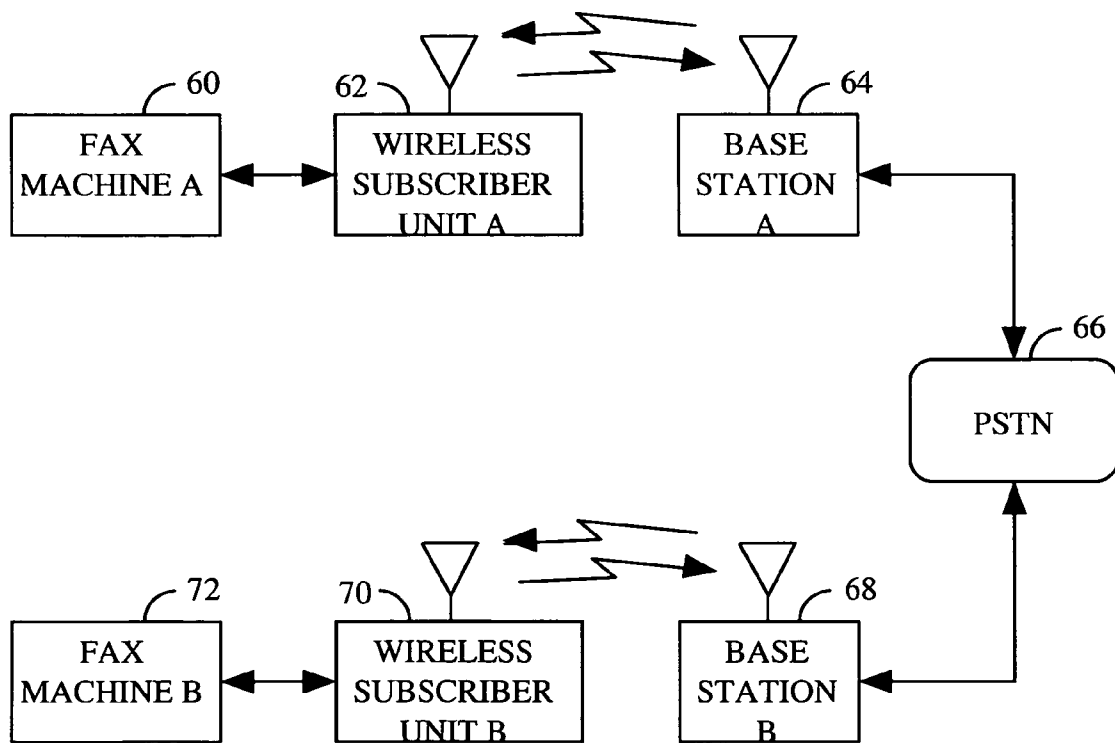 60
62
64
FAX
MACHINE A
WIRELESS
SUBSCRIBER
UNIT A
BASE
STATION
A
66
PSTN
72
70
68
FAX
MACHINE B
WIRELESS
SUBSCRIBER
UNIT B
BASE
STATION
B